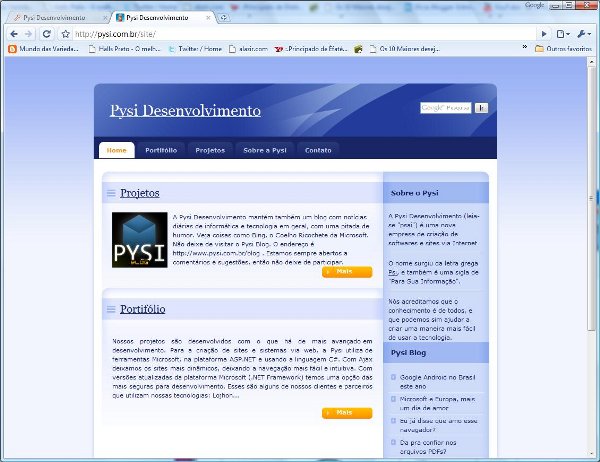 Google
Pysi Desenvolvimento
Pysi Desenvolvimento
http://pysi.com.br/site/
Mundo das Varieda...
Halls Preto - O melh...
Twitter / Home
alasir.com
::Principado de Efaté...
Os 10 Maiores desej...
Outros favoritos
Pysi Desenvolvimento
Home
Portifólio
Projetos
Sobre a Pysi
Contato
Projetos
PYSI
A Pysi Desenvolvimento mantém também um blog com notícias
diárias de informática e tecnologia em geral, com uma pitada de
humor. Veja coisas como Bing, o Coelho Ricochete da Microsoft.
Não deixe de visitar o Pysi Blog. O endereço é
http://www.pysi.com.br/blog . Estamos sempre abertos a
comentários e sugestões, então não deixe de participar.
Mais
Portifólio
Nossos projetos são desenvolvidos com o que há de mais avançado em
desenvolvimento. Para a criação de sites e sistemas via web, a Pysi utiliza de
ferramentas Microsoft, na plataforma ASP.NET e usando a linguagem C#. Com Ajax
deixamos os sites mais dinâmicos, deixando a navegação mais fácil e intuitiva. Com
versões atualizadas da plataforma Microsoft (.NET Framework) temos uma opção das
mais seguras para desenvolvimento. Esses são alguns de nossos clientes e parceiros
que utilizam nossas tecnologias: Lojhon...
Mais
Sobre o Pysi
A Pysi Desenvolvimento (leia-
se "psai") é uma nova
emprese de criação de
softwares e sites via Internet
O nome surgiu da letra grega
Psi, e também é uma sigla de
"Para Sua Informação".
Nós acreditamos que o
conhecimento é de todos, e
que podemos sim ajudar a
criar uma maneira mais fácil
de usar a tecnologia.
Pysi Blog
Google Android no Brasil
este ano
Microsoft e Europa, mais
um dia de amor
Eu já disse que amo esse
navegador?
Da pra confiar nos
arquivos PDFs?